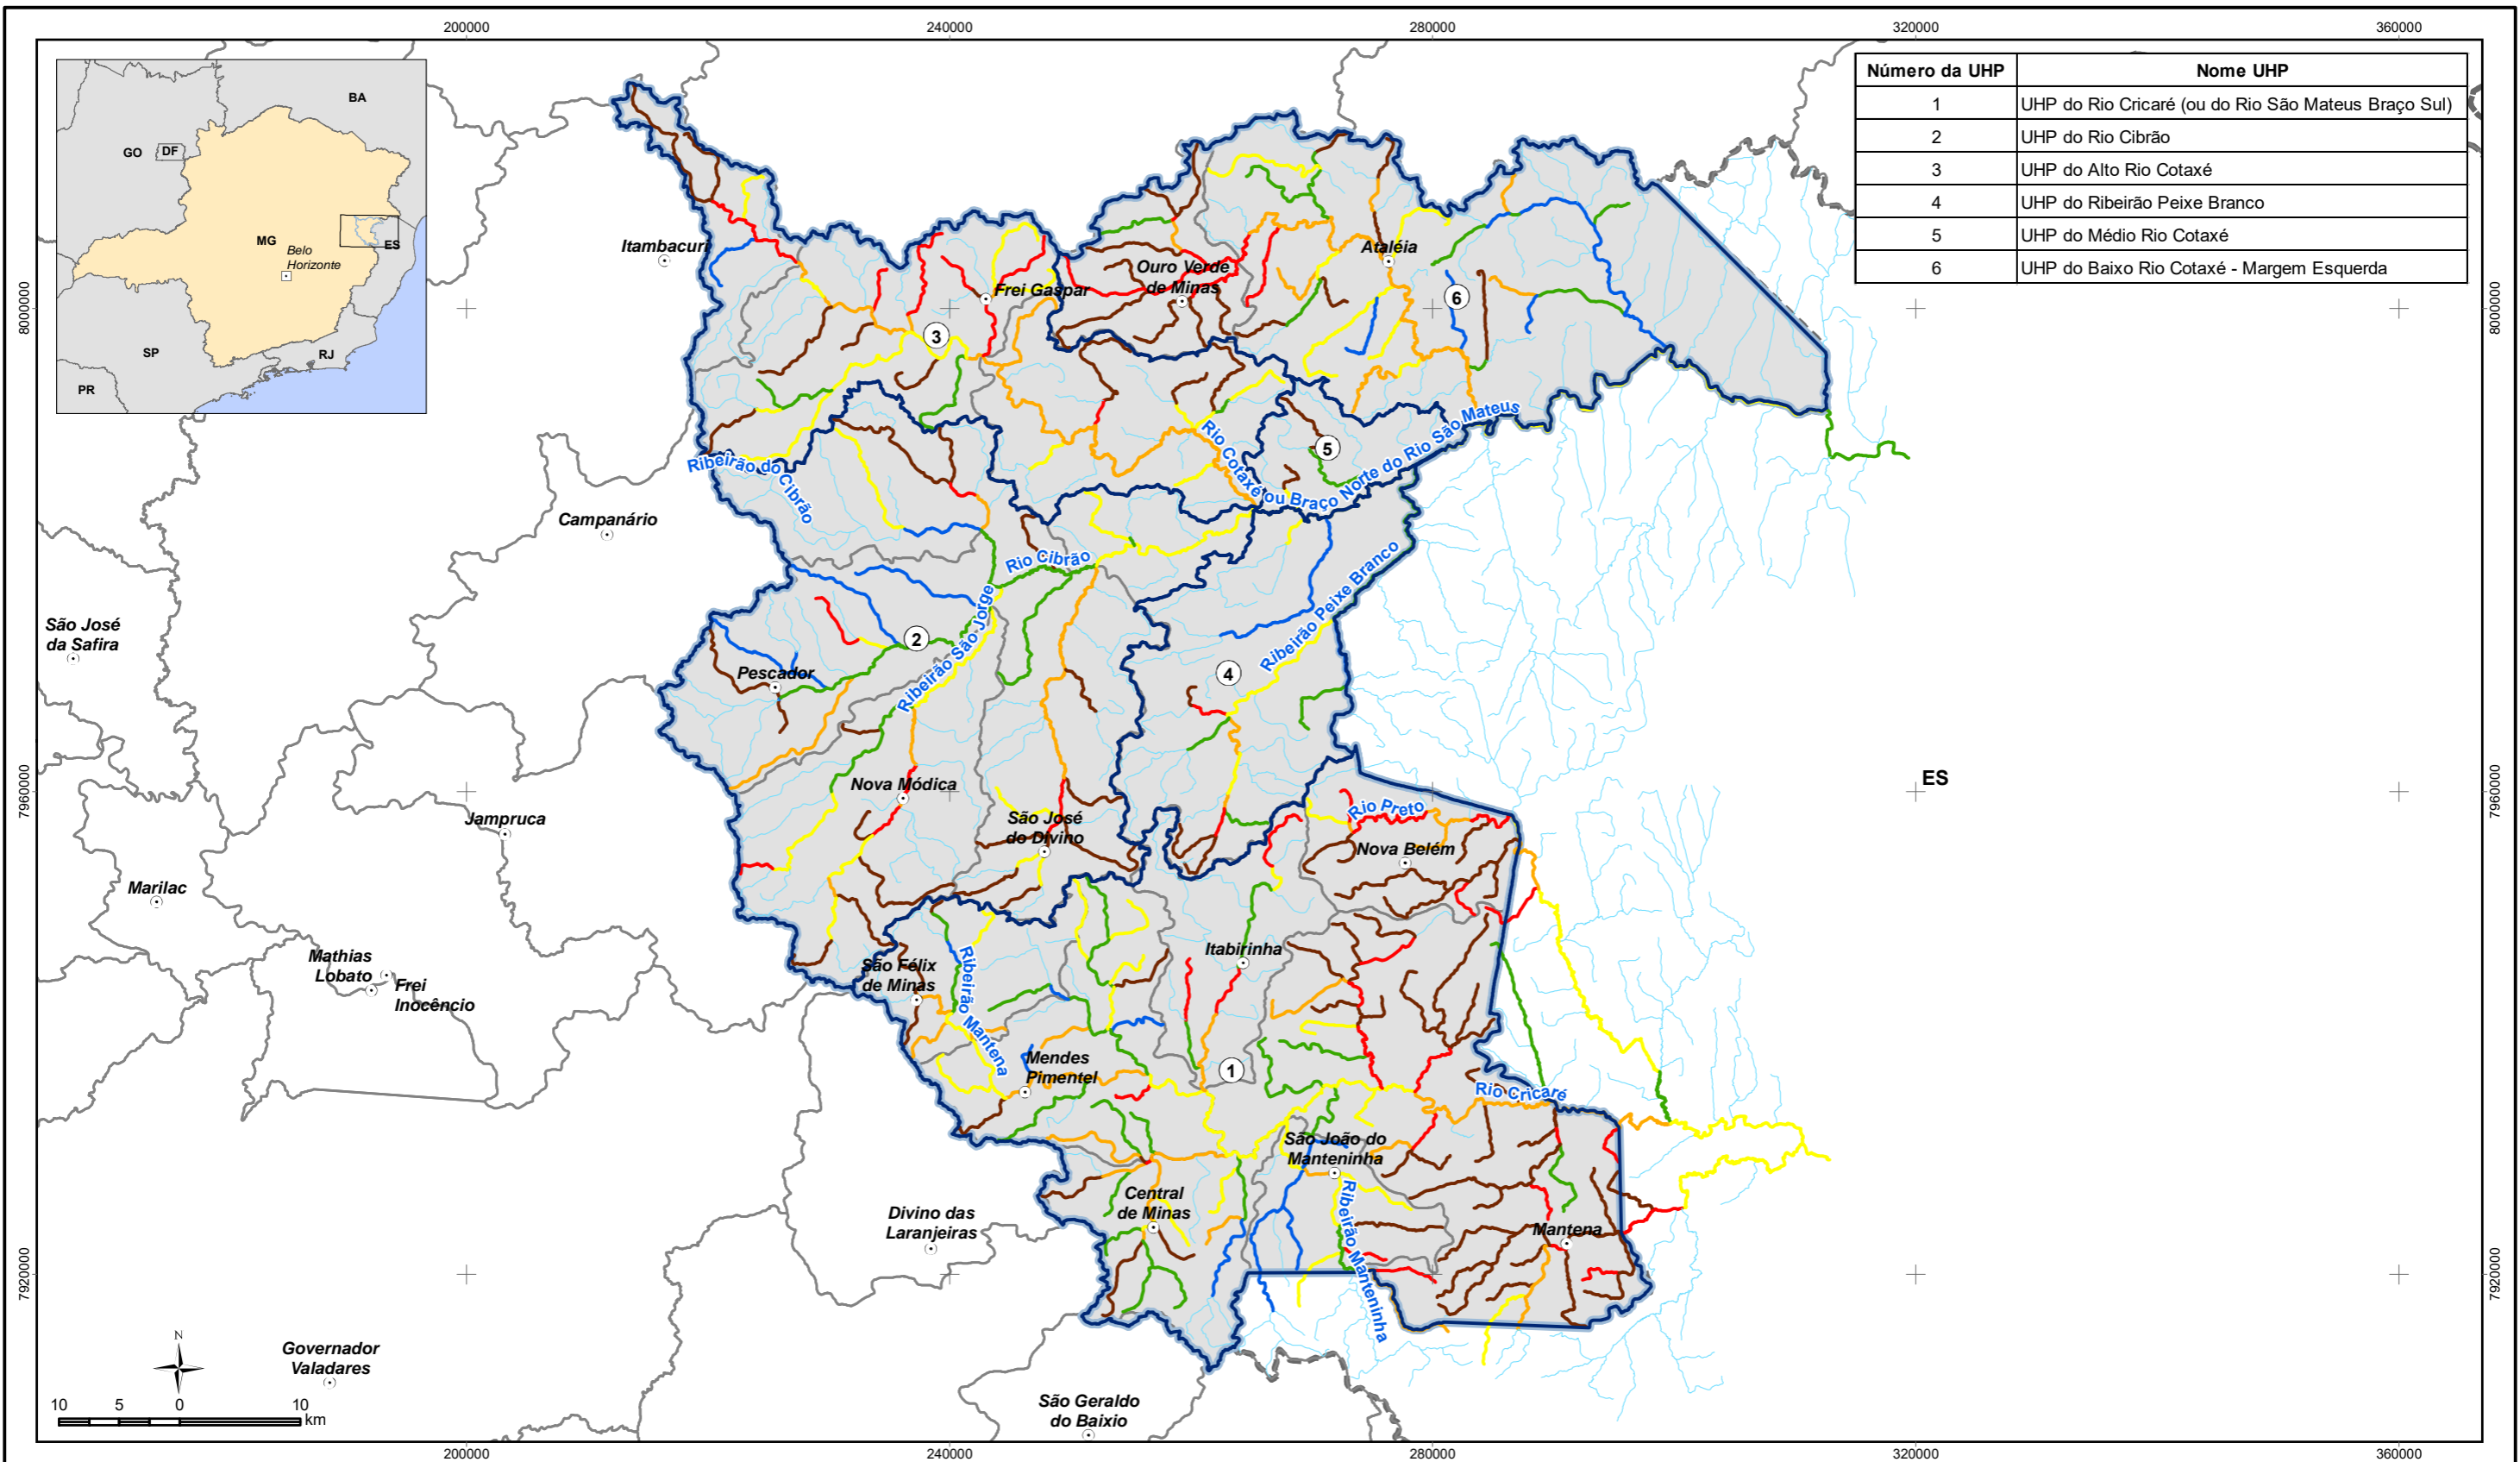 200000
240000
280000
320000
360000
Número da UHP
Nome UHP
1
UHP do Rio Cricaré (ou do Rio São Mateus Braço Sul)
2
UHP do Rio Cibrão
3
UHP do Alto Rio Cotaxé
4
UHP do Ribeirão Peixe Branco
5
UHP do Médio Rio Cotaxé
6
UHP do Baixo Rio Cotaxé - Margem Esquerda
BA
GO
DF
MG
Belo
Horizonte
ES
SP
RJ
PR
8000000
8000000
Itambacuri
Frei Gaspar
Ouro Verde
de Minas
Ataléia
6
3
5
Rio Cotaxé ou Braço Norte do Rio São Mateus
Ribeirão do Cibrão
Campanário
Rio Cibrão
Ribeirão Peixe Branco
Ribeirão São Jorge
São José
da Safira
2
Pescador
4
7960000
7960000
ES
Nova Módica
São José
do Divino
Rio Preto
Nova Belém
Jampruca
Marilac
Mathias
Lobato
Frei
Inocêncio
São Félix
de Minas
Ribeirão Mantena
Itabirinha
Mendes
Pimentel
1
Rio Cricaré
São João do
Manteninha
Ribeirão Manteninha
Central
de Minas
Mantena
Divino das
Laranjeiras
7920000
7920000
Governador
Valadares
São Geraldo
do Baixio
N
10
5
0
10
km
200000
240000
280000
320000
360000